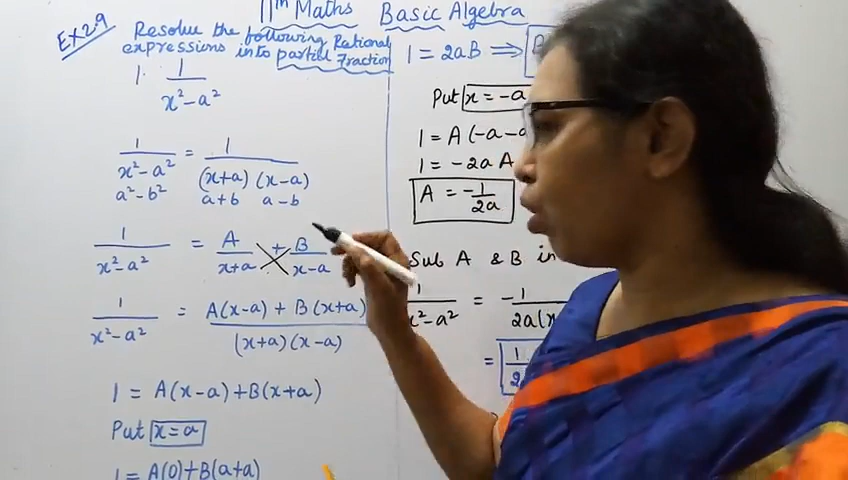 11th Maths Basic Algebra
Ex 2.9
Resolve the following Rational
expressions into partial Fraction
1. 1/(x²-a²)
1/(x²-a²) = 1/((x+a)(x-a))
a²-b² a+b a-b
1/(x²-a²) = A/(x+a) + B/(x-a)
1/(x²-a²) = (A(x-a) + B(x+a))/((x+a)(x-a))
1 = A(x-a)+B(x+a)
Put x=a
1 = A(0)+B(a+a)
1 = 2aB ⟹
Put x=-a
1 = A(-a-a
1 = -2a A
A = -1/2a
Sub A & B in
1/(x²-a²) = -1/2a(x
= 1/2